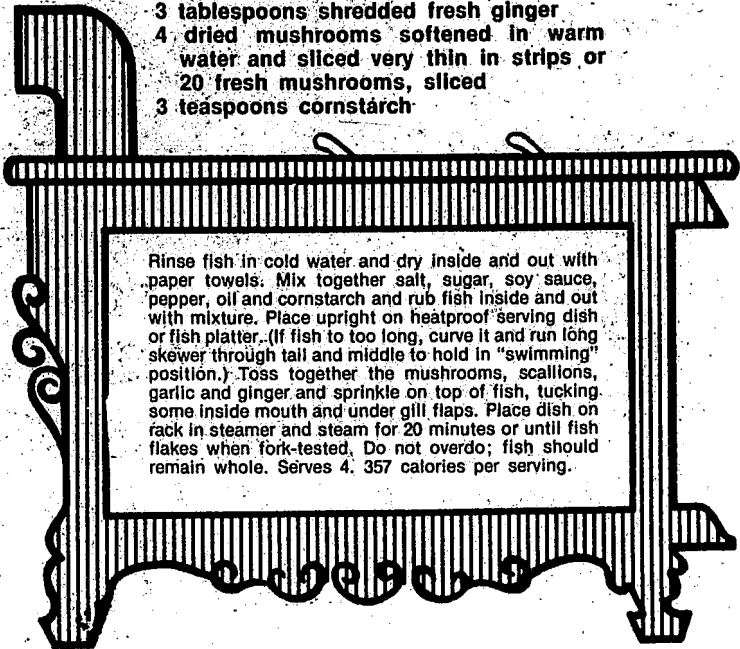 3 tablespoons shredded fresh ginger
4 dried mushrooms softened in warm
water and sliced very thin in strips or
20 fresh mushrooms, sliced
3 teaspoons cornstarch
Rinse fish in cold water and dry inside and out with
paper towels. Mix together salt, sugar, soy sauce,
pepper, oil and cornstarch and rub fish inside and out
with mixture. Place upright on heatproof serving dish
or fish platter. (If fish to too long, curve it and run long
skewer through tail and middle to hold in "swimming"
position.) Toss together the mushrooms, scallions,
garlic and ginger and sprinkle on top of fish, tucking
some inside mouth and under gill flaps. Place dish on
rack in steamer and steam for 20 minutes or until fish
flakes when fork-tested. Do not overdo; fish should
remain whole. Serves 4. 357 calories per serving.